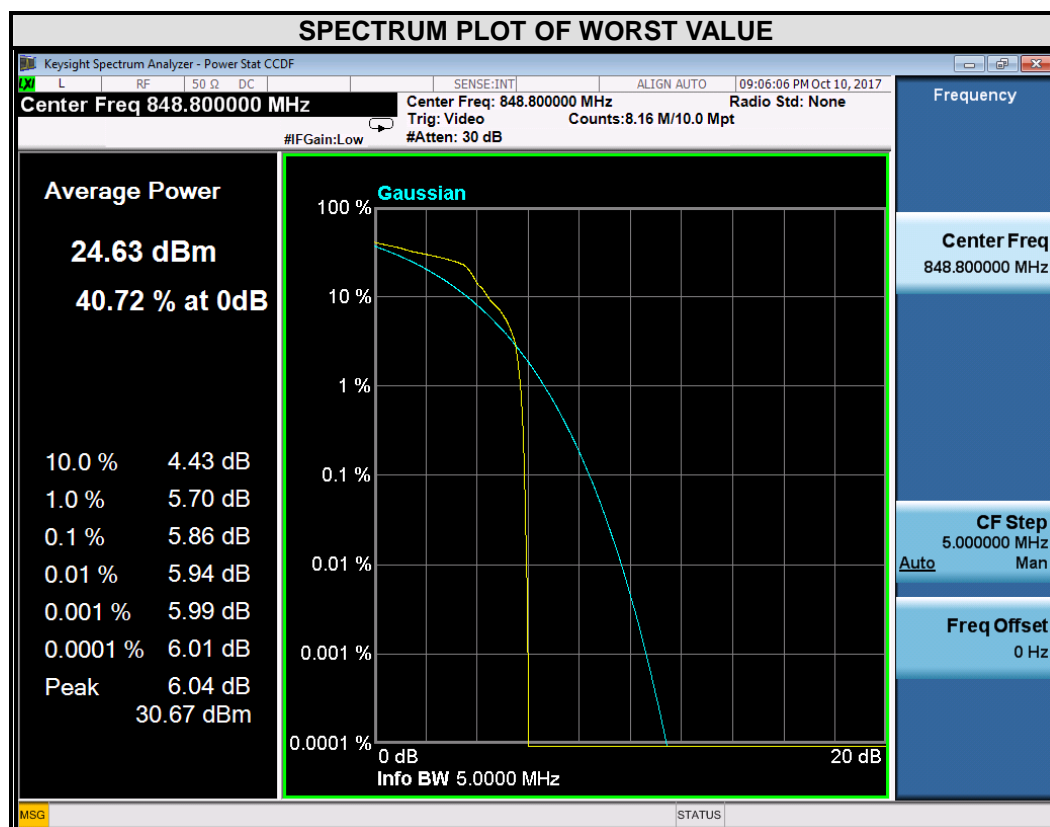 SPECTRUM PLOT OF WORST VALUE
Keysight Spectrum Analyzer - Power Stat CCDF
LXI L RF 50 Ω DC SENSE:INT ALIGN AUTO 09:06:06 PM Oct 10, 2017
Center Freq 848.800000 MHz
#IFGain:Low
Center Freq: 848.800000 MHz Radio Std: None
Trig: Video Counts:8.16 M/10.0 Mpt
#Atten: 30 dB
Average Power
24.63 dBm
40.72 % at 0dB
10.0 % 4.43 dB
1.0 % 5.70 dB
0.1 % 5.86 dB
0.01 % 5.94 dB
0.001 % 5.99 dB
0.0001 % 6.01 dB
Peak 6.04 dB
30.67 dBm
Gaussian
100 %
10 %
1 %
0.1 %
0.01 %
0.001 %
0.0001 %
0 dB 20 dB
Info BW 5.0000 MHz
Frequency
Center Freq
848.800000 MHz
CF Step
5.000000 MHz
Auto Man
Freq Offset
0 Hz
MSG STATUS